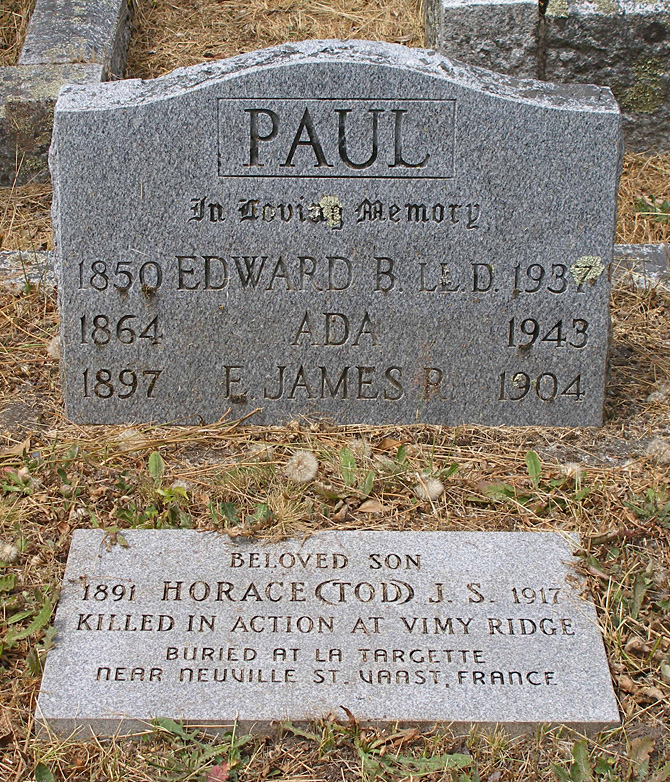 PAUL
In Loving Memory
1850 EDWARD B. LL.D. 1937
1864 ADA 1943
1897 E. JAMES R. 1904
BELOVED SON
1891 HORACE (TOD) J. S. 1917
KILLED IN ACTION AT VIMY RIDGE
BURIED AT LA TARGETTE
NEAR NEUVILLE ST. VAAST, FRANCE